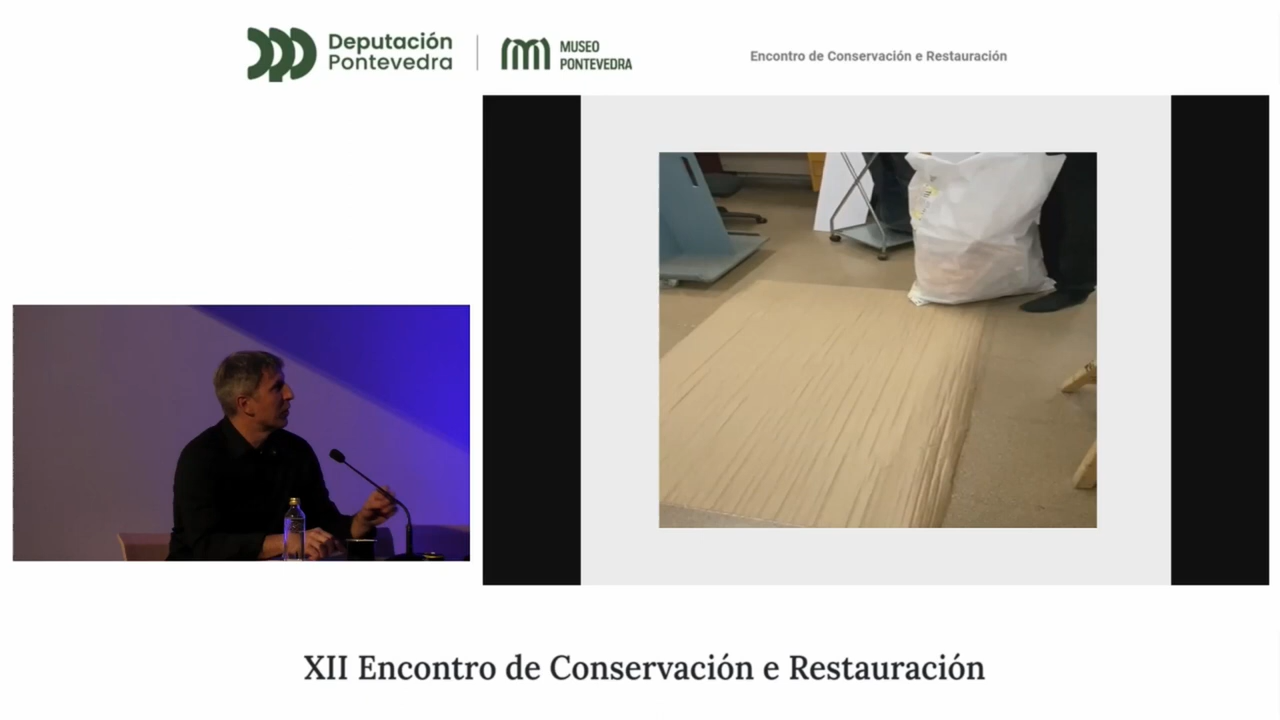 Deputación
Pontevedra
MUSEO
PONTEVEDRA
Encontro de Conservación e Restauración
XII Encontro de Conservación e Restauración